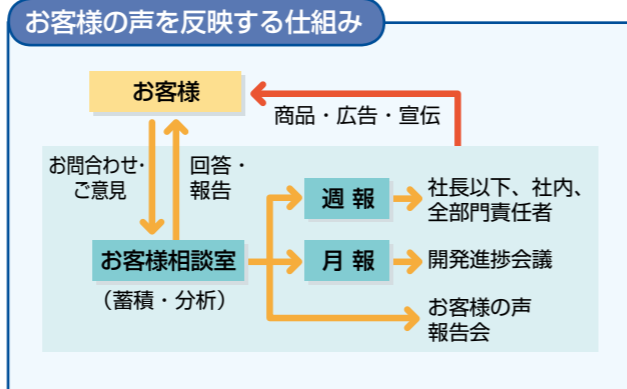 お客様の声を反映する仕組み
お客様
商品・広告・宣伝
お問合わせ・
ご意見
回答・
報告
週 報
社長以下、社内、
全部門責任者
お客様相談室
（蓄積・分析）
月 報
開発進捗会議
お客様の声
報告会